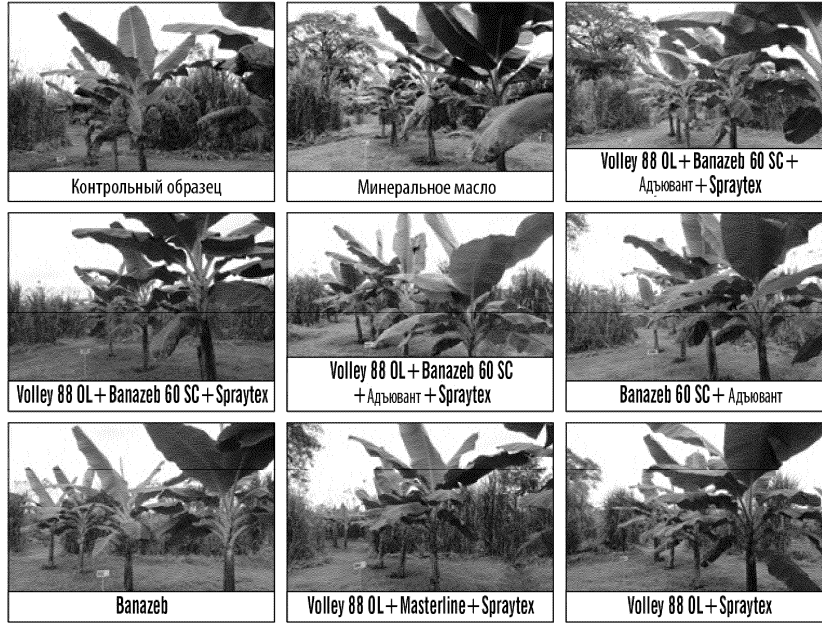 Контрольный образец
Минеральное масло
Volley 88 OL+Banazeb 60 SC+
Адъювант+Spraytex
Volley 88 OL+Banazeb 60 SC+Spraytex
Volley 88 OL+Banazeb 60 SC
+Адъювант+Spraytex
Banazeb 60 SC+Адъювант
Banazeb
Volley 88 OL+Masterline+Spraytex
Volley 88 OL+Spraytex